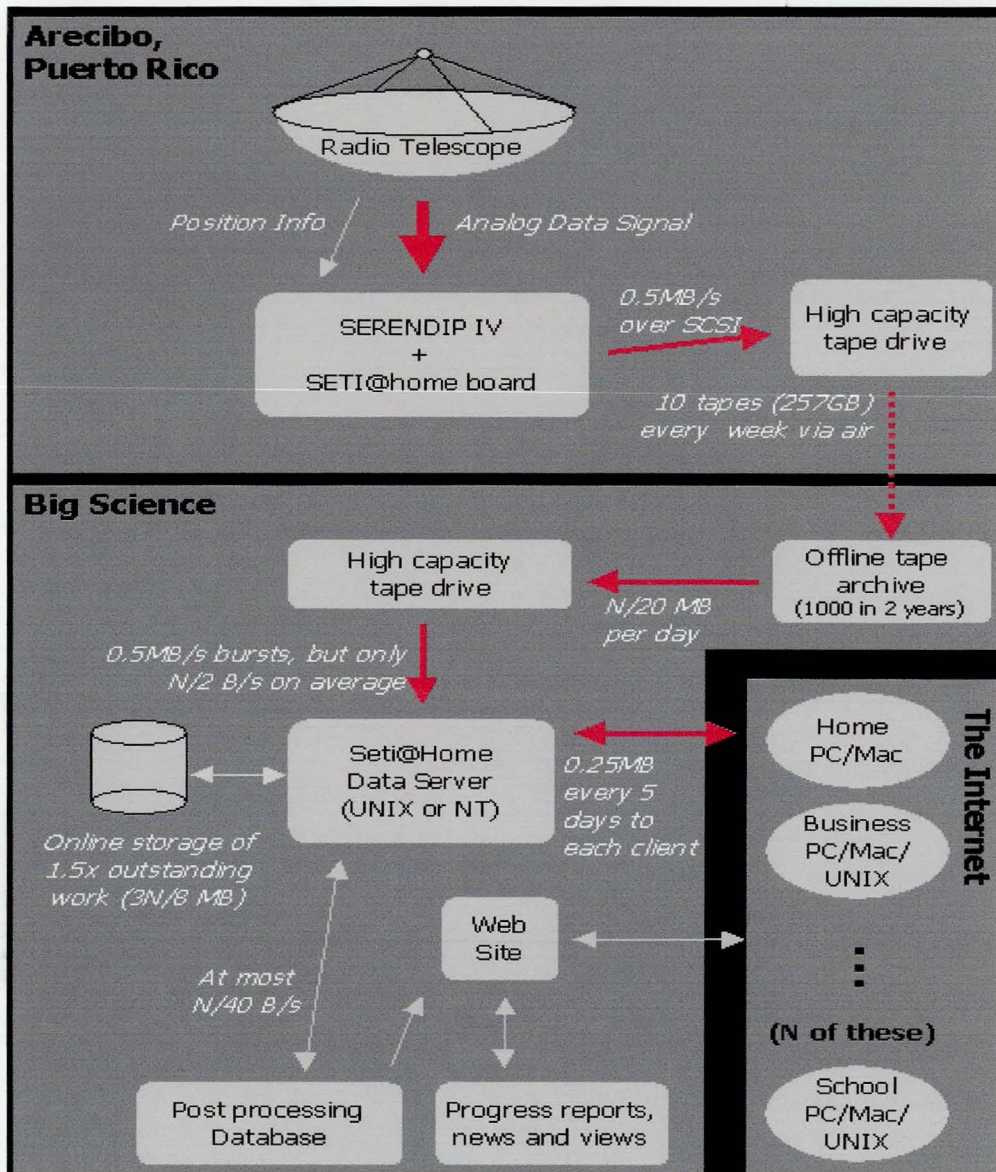 Arecibo,
Puerto Rico
Radio Telescope
Position Info
Analog Data Signal
SERENDIP IV
+
SETI@home board
0.5MB/s
over SCSI
High capacity
tape drive
10 tapes (257GB)
every week via air
Big Science
High capacity
tape drive
N/20 MB
per day
Offline tape
archive
(1000 in 2 years)
0.5MB/s bursts, but only
N/2 B/s on average
Seti@Home
Data Server
(UNIX or NT)
0.25MB
every 5
days to
each client
Online storage of
1.5x outstanding
work (3N/8 MB)
The Internet
Home
PC/Mac
Business
PC/Mac/
UNIX
(N of these)
School
PC/Mac/
UNIX
Web
Site
At most
N/40 B/s
Post processing
Database
Progress reports,
news and views